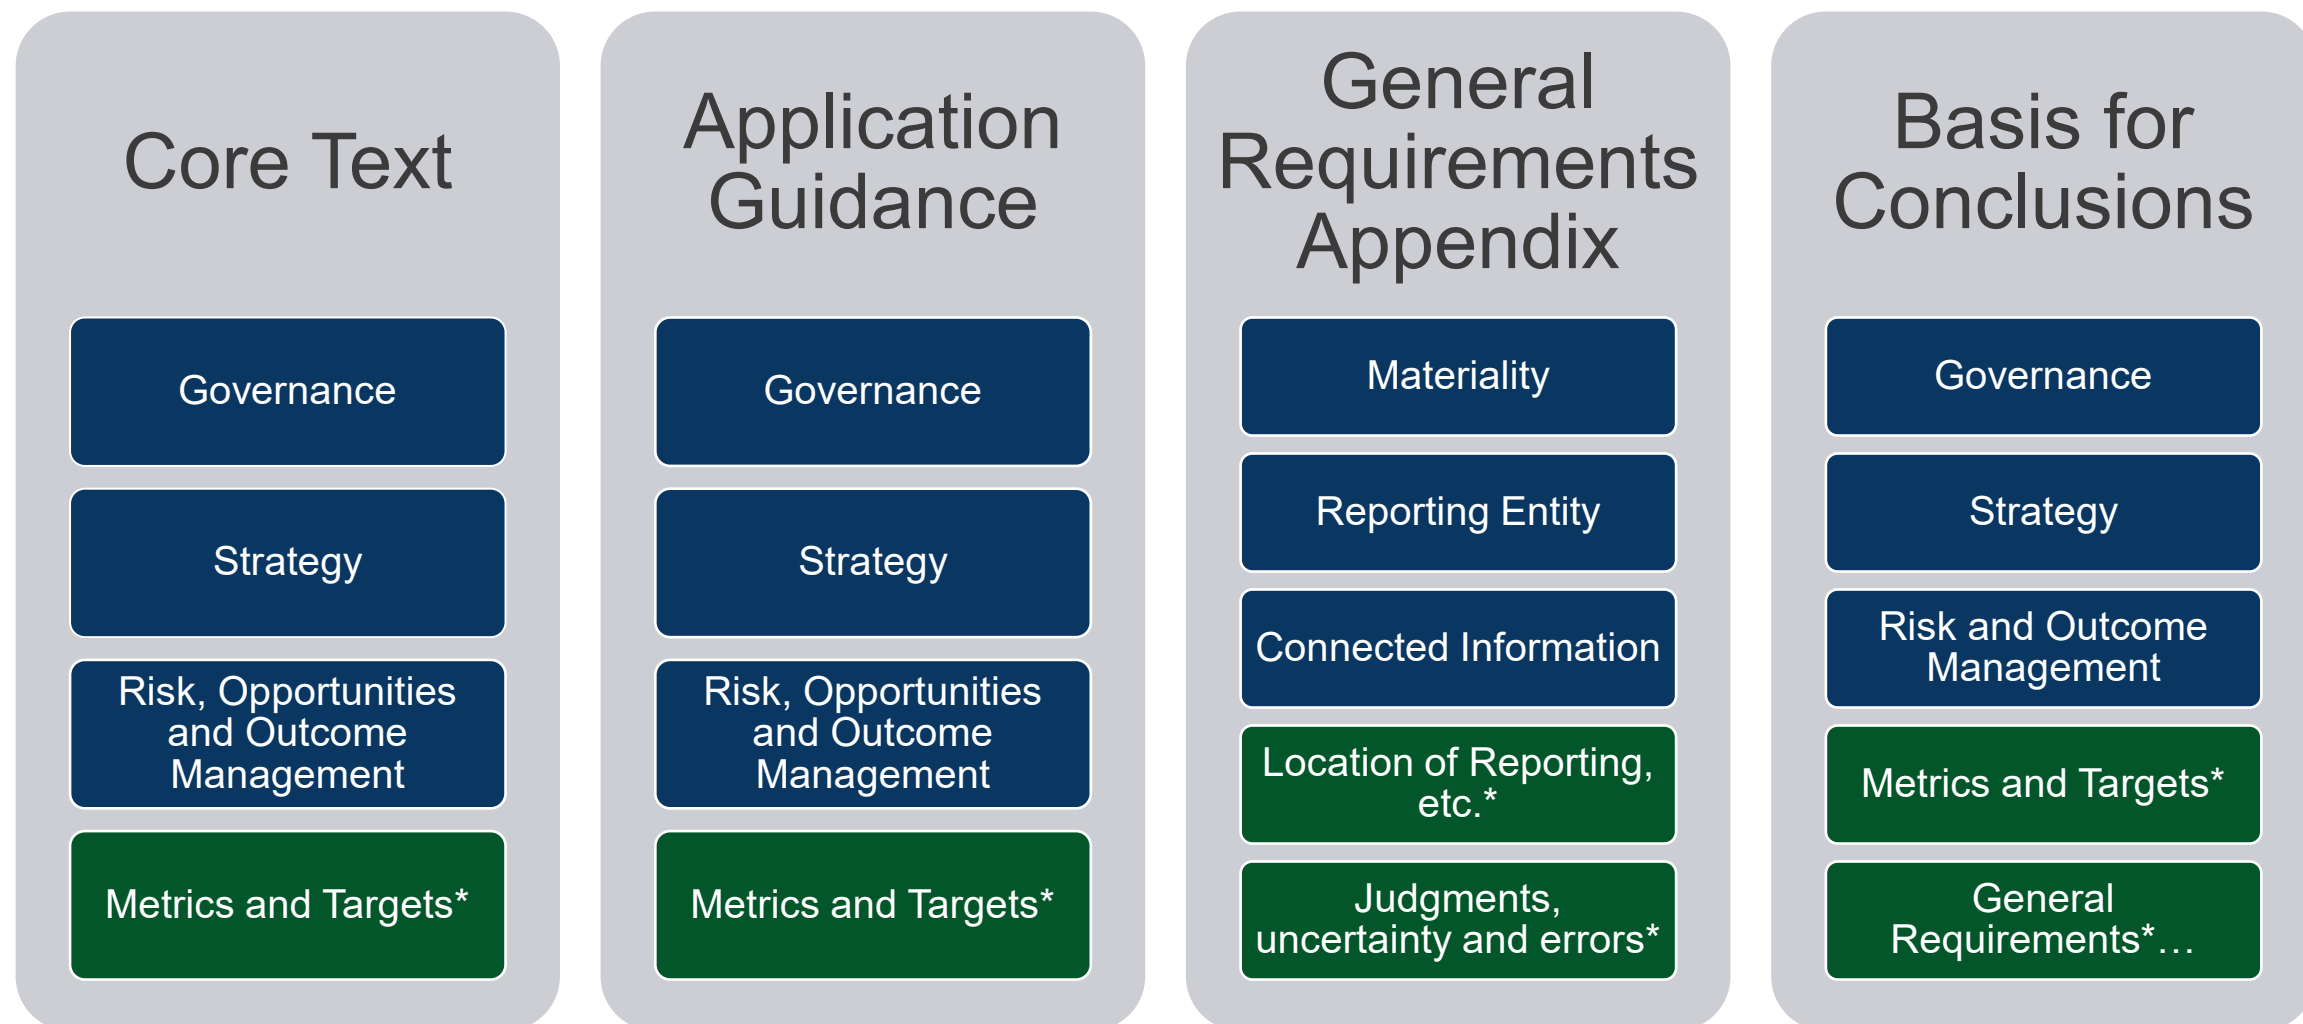 Core Text
Governance
Strategy
Risk, Opportunities
and Outcome
Management
Metrics and Targets*
Application
Guidance
Governance
Strategy
Risk, Opportunities
and Outcome
Management
Metrics and Targets*
General
Requirements
Appendix
Materiality
Reporting Entity
Connected Information
Location of Reporting,
etc.*
Judgments,
uncertainty and errors*
Basis for
Conclusions
Governance
Strategy
Risk and Outcome
Management
Metrics and Targets*
General
Requirements*…